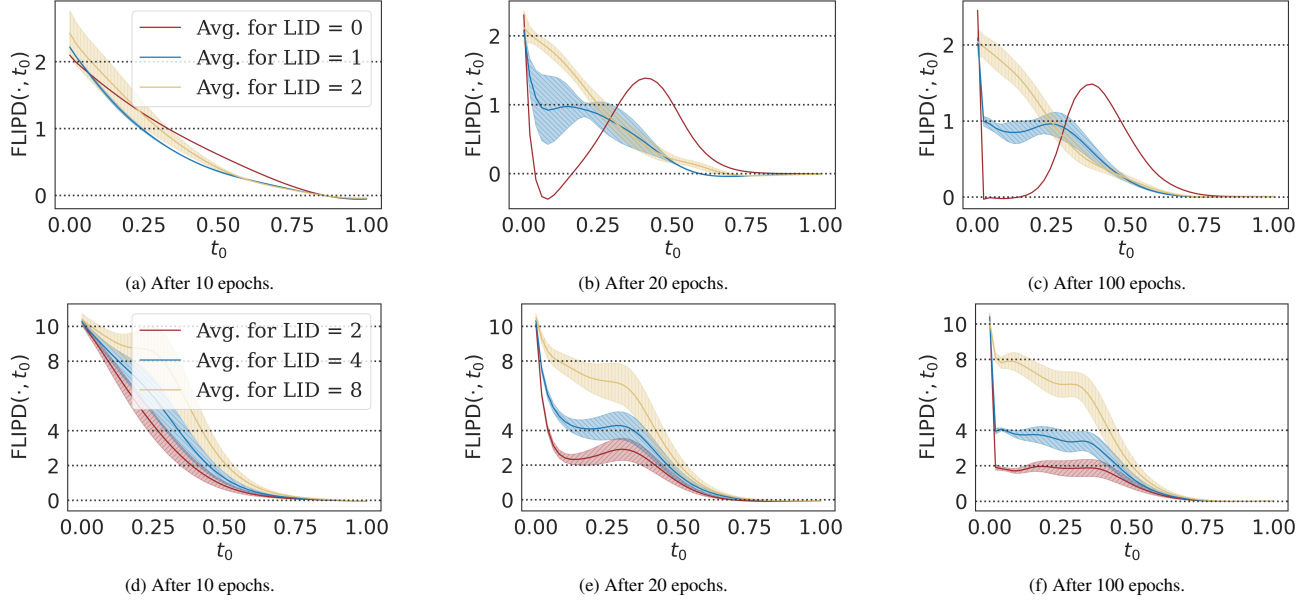 FLIPD(·, t₀)
2
1
0
Avg. for LID = 0
Avg. for LID = 1
Avg. for LID = 2
0.00 0.25 0.50 0.75 1.00
t₀
(a) After 10 epochs.
FLIPD(·, t₀)
2
1
0
0.00 0.25 0.50 0.75 1.00
t₀
(b) After 20 epochs.
FLIPD(·, t₀)
2
1
0
0.00 0.25 0.50 0.75 1.00
t₀
(c) After 100 epochs.
FLIPD(·, t₀)
10
8
4
2
0
Avg. for LID = 2
Avg. for LID = 4
Avg. for LID = 8
0.00 0.25 0.50 0.75 1.00
t₀
(d) After 10 epochs.
FLIPD(·, t₀)
10
8
4
2
0
0.00 0.25 0.50 0.75 1.00
t₀
(e) After 20 epochs.
FLIPD(·, t₀)
10
8
4
2
0
0.00 0.25 0.50 0.75 1.00
t₀
(f) After 100 epochs.